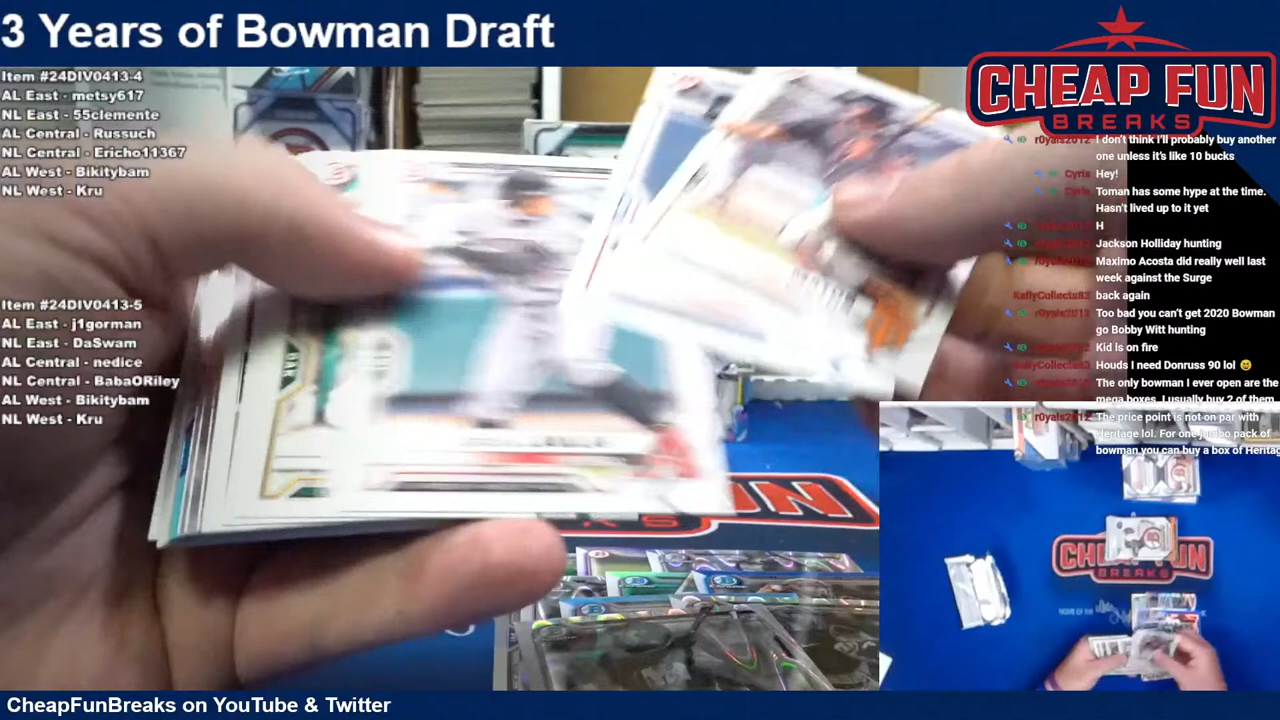 3 Years of Bowman Draft
CHEAP FUN
BREAKS
Item #24DIV0413-4
AL East - metsy617
NL East - 55clemente
AL Central - Russuch
NL Central - Ericho11367
AL West - Bikitybam
NL West - Kru
Item #24DIV0413-5
AL East - j1gorman
NL East - DaSwam
AL Central - nedice
NL Central - BabaORiley
AL West - Bikitybam
NL West - Kru
r0yals2012 I don't think I'll probably buy another
one unless it's like 10 bucks
Cyris Hey!
Cyris Toman has some hype at the time.
Hasn't lived up to it yet
H
Jackson Holliday hunting
r0yals2012 Maximo Acosta did really well last
week against the Surge
KellyCollects83 back again
r0yals2012 Too bad you can't get 2020 Bowman
go Bobby Witt hunting
Kid is on fire
KellyCollects83 Houds I need Donruss 90 lol
The only bowman I ever open are the
mega boxes. I usually buy 2 of them
r0yals2012 The price point is not on par with
Heritage lol. For one jumbo pack of
bowman you can buy a box of Heritag
CHEAP FUN
BREAKS
CheapFunBreaks on YouTube & Twitter